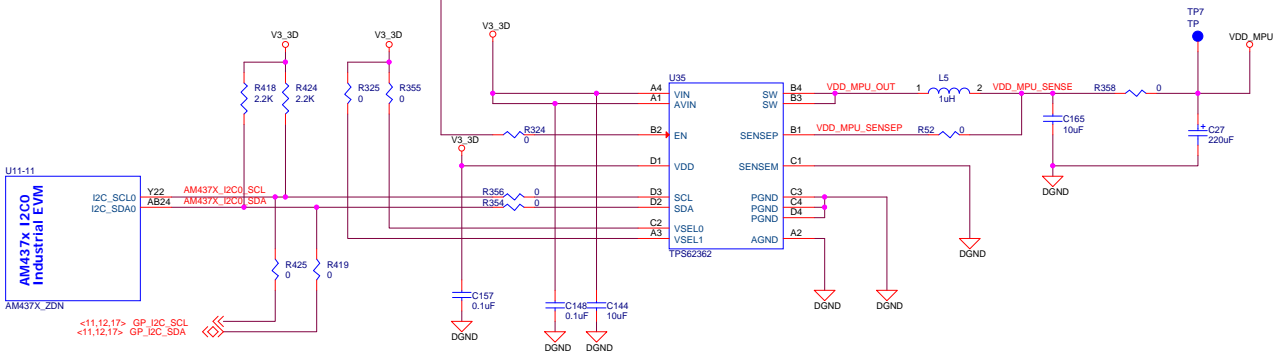 TP7
TP
VDD_MPU
V3_3D
V3_3D
V3_3D
R418
2.2K
R424
2.2K
R325
0
R355
0
U35
A4 VIN
A1 AVIN
B2 EN
D1 VDD
D3 SCL
D2 SDA
C2 VSEL0
A3 VSEL1
SW B4
SW B3
SENSEP B1
SENSEM C1
PGND C3
PGND C4
PGND D4
AGND A2
TPS62362
VDD_MPU_OUT
1 L5 2
1uH
VDD_MPU_SENSE
R358 0
VDD_MPU_SENSEP
R52 0
C165
10uF
C27
220uF
+
DGND
DGND
R324
0
V3_3D
U11-11
AM437x I2C0
Industrial EVM
I2C_SCL0 Y22
I2C_SDA0 AB24
AM437X_I2C0_SCL
AM437X_I2C0_SDA
AM437X_ZDN
R356 0
R354 0
R425
0
R419
0
<11,12,17> GP_I2C_SCL
<11,12,17> GP_I2C_SDA
C157
0.1uF
DGND
C148
0.1uF
C144
10uF
DGND
DGND
DGND
DGND
DGND